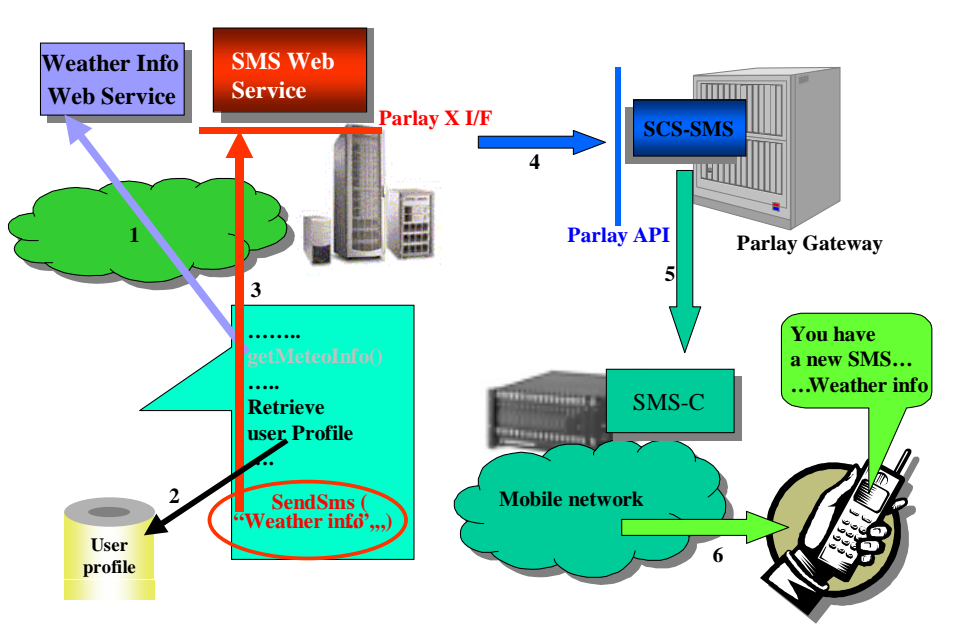 Weather Info
Web Service
SMS Web
Service
Parlay X I/F
4
SCS-SMS
Parlay API
Parlay Gateway
1
3
5
……..
getMeteoInfo()
…..
Retrieve
user Profile
….
SendSms (
“Weather info”,,,)
2
User
profile
SMS-C
Mobile network
6
You have
a new SMS…
…Weather info